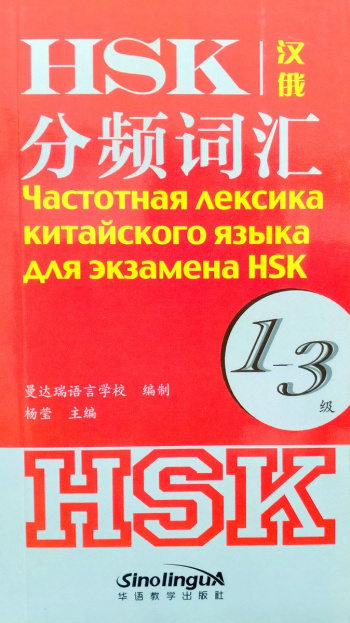 HSK 汉俄
分频词汇
Частотная лексика
китайского языка
для экзамена HSK
1-3级
曼达瑞语言学校 编制
杨莹 主编
HSK
SinolinguA
华语教学出版社